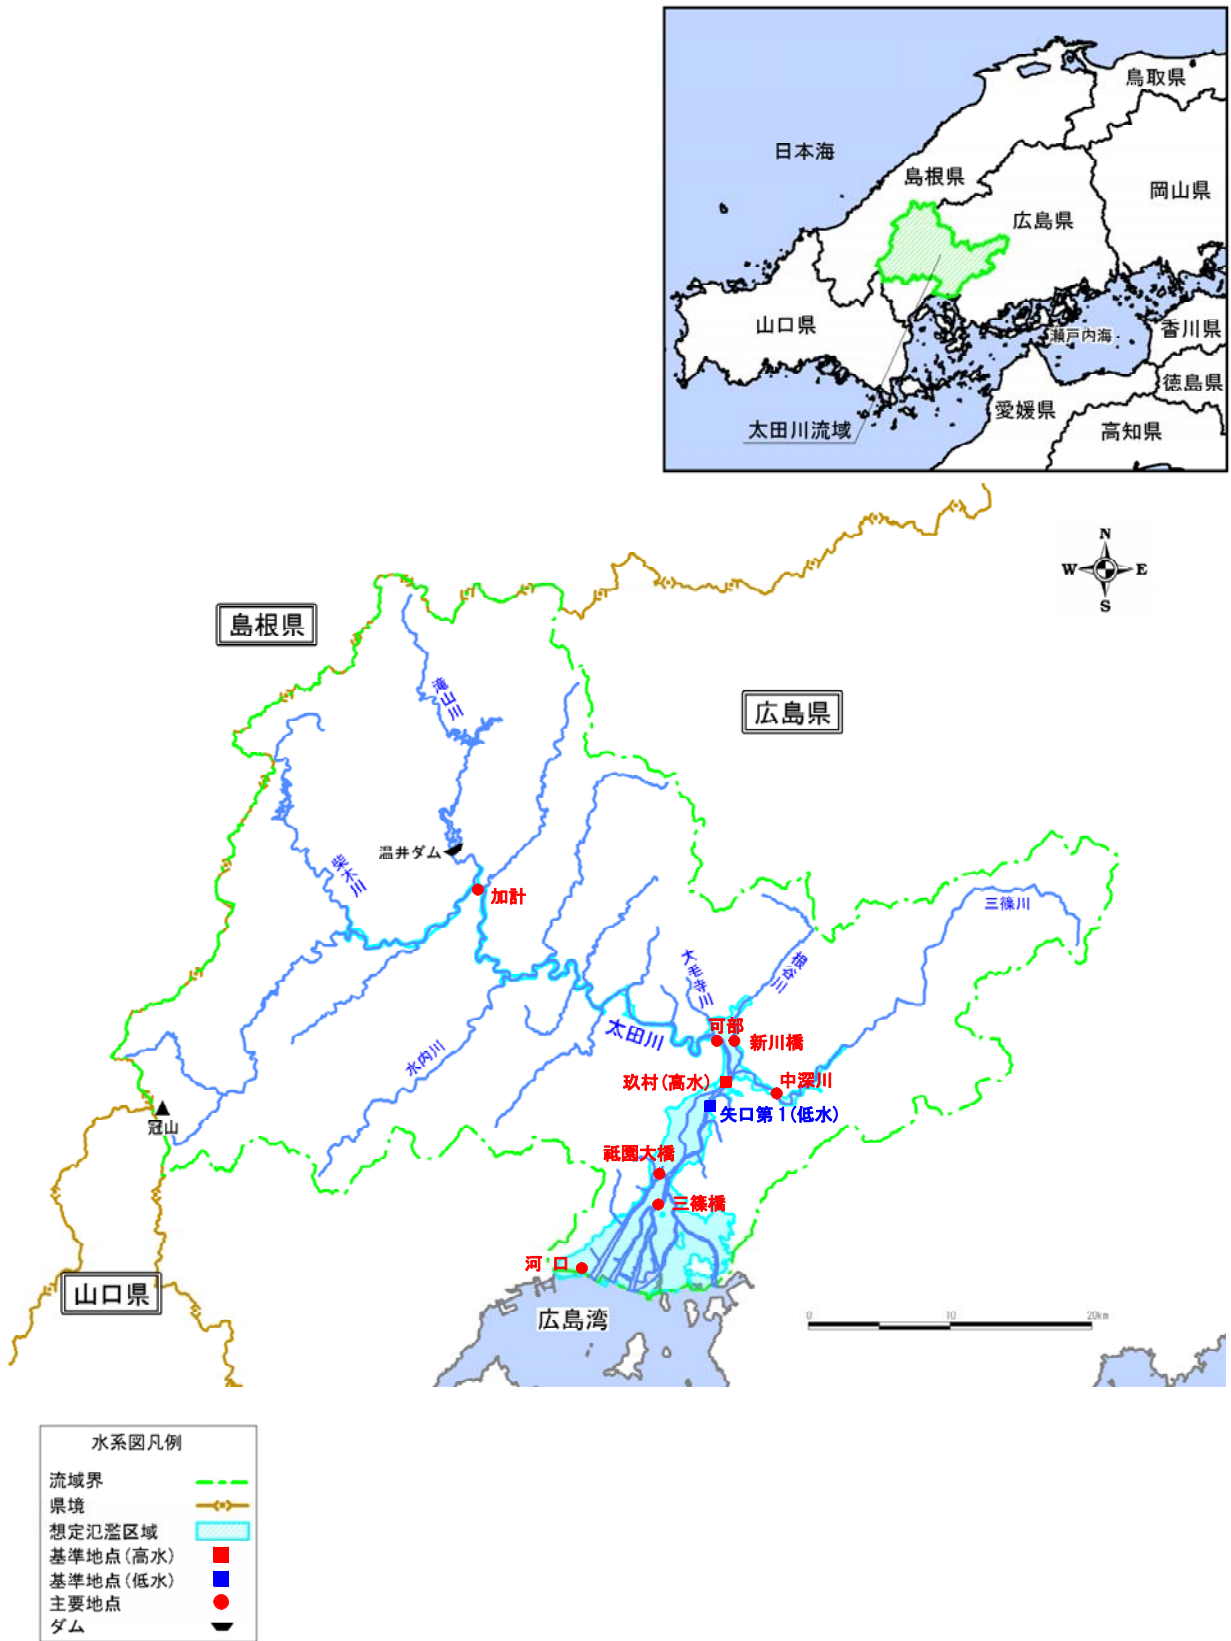 鳥取県
日本海
島根県
岡山県
広島県
山口県
瀬戸内海
香川県
徳島県
愛媛県
高知県
太田川流域
N
W E
S
島根県
広島県
滝山川
温井ダム
柴木川
加計
三篠川
根谷川
大毛寺川
太田川
可部
新川橋
水内川
玖村(高水)
中深川
矢口第1(低水)
冠山
祗園大橋
三篠橋
河口
山口県
広島湾
0 10 20km
水系図凡例
流域界
県境
想定氾濫区域
基準地点(高水)
基準地点(低水)
主要地点
ダム